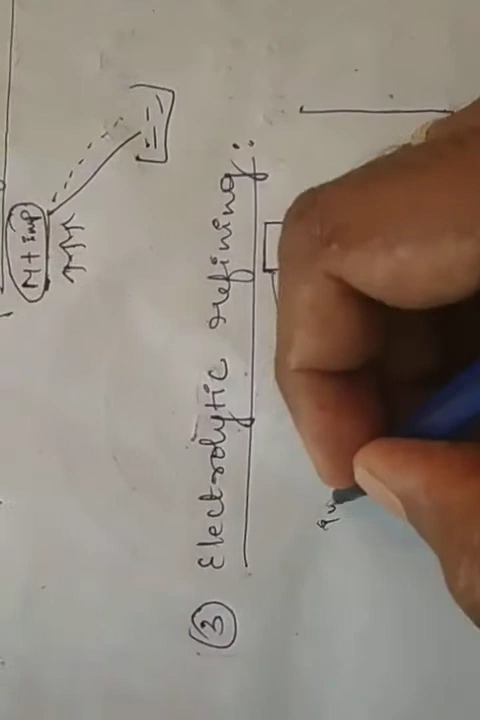 M + imp
③ Electrolytic refining: